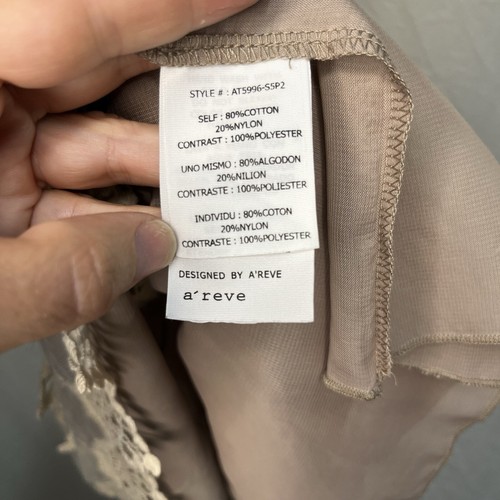 STYLE # : AT5996-S5P2
SELF : 80%COTTON
20%NYLON
CONTRAST : 100%POLYESTER
UNO MISMO : 80%ALGODON
20%NILION
CONTRASTE : 100%POLIESTER
INDIVIDU : 80%COTON
20%NYLON
CONTRASTE : 100%POLYESTER
DESIGNED BY A'REVE
a´reve